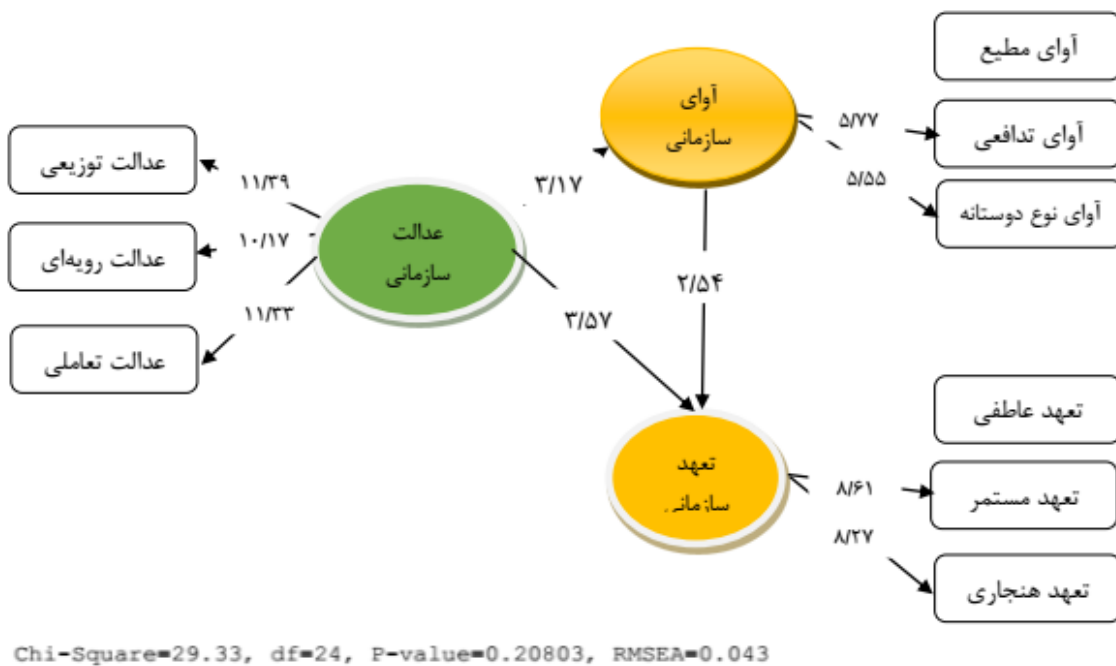 آوای مطیع
آوای
سازمانی
۵/۷۷
آوای تدافعی
۵/۵۵
آوای نوع دوستانه
عدالت توزیعی
۱۱/۳۹
۳/۱۷
عدالت رویه‌ای
۱۰/۱۷
عدالت
سازمانی
عدالت تعاملی
۱۱/۳۳
۳/۵۷
۲/۵۴
تعهد عاطفی
تعهد
سازمانی
۸/۶۱
تعهد مستمر
۸/۲۷
تعهد هنجاری
Chi-Square=29.33, df=24, P-value=0.20803, RMSEA=0.043